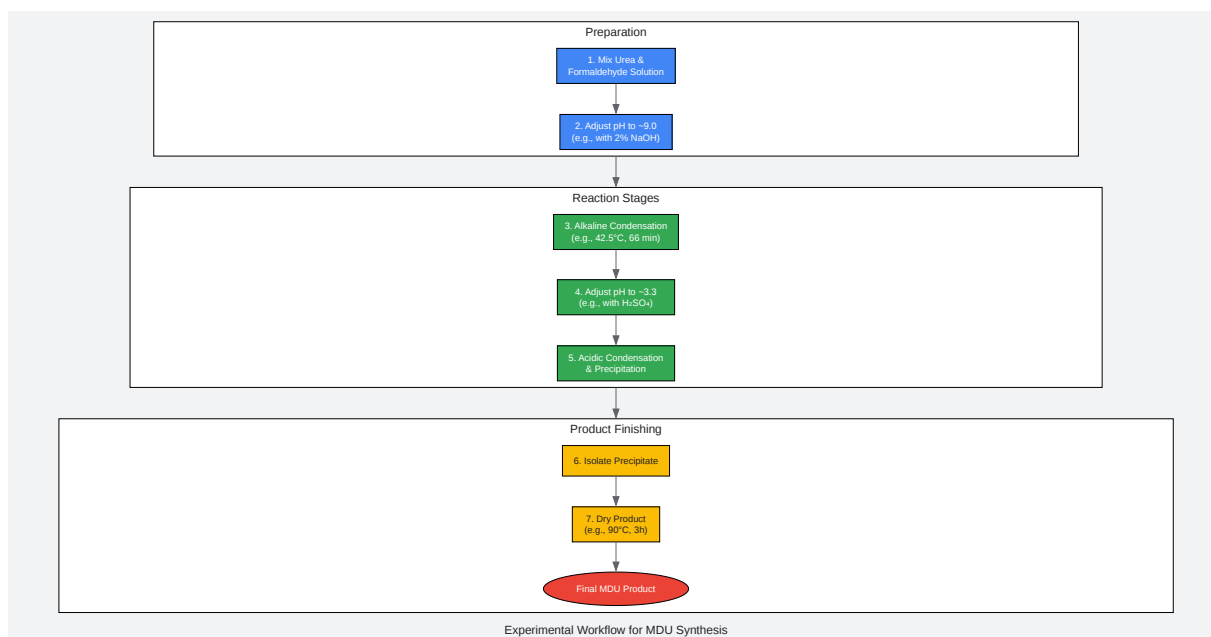 Preparation
1. Mix Urea &
Formaldehyde Solution
2. Adjust pH to ~9.0
(e.g., with 2% NaOH)
Reaction Stages
3. Alkaline Condensation
(e.g., 42.5°C, 66 min)
4. Adjust pH to ~3.3
(e.g., with H₂SO₄)
5. Acidic Condensation
& Precipitation
Product Finishing
6. Isolate Precipitate
7. Dry Product
(e.g., 90°C, 3h)
Final MDU Product
Experimental Workflow for MDU Synthesis